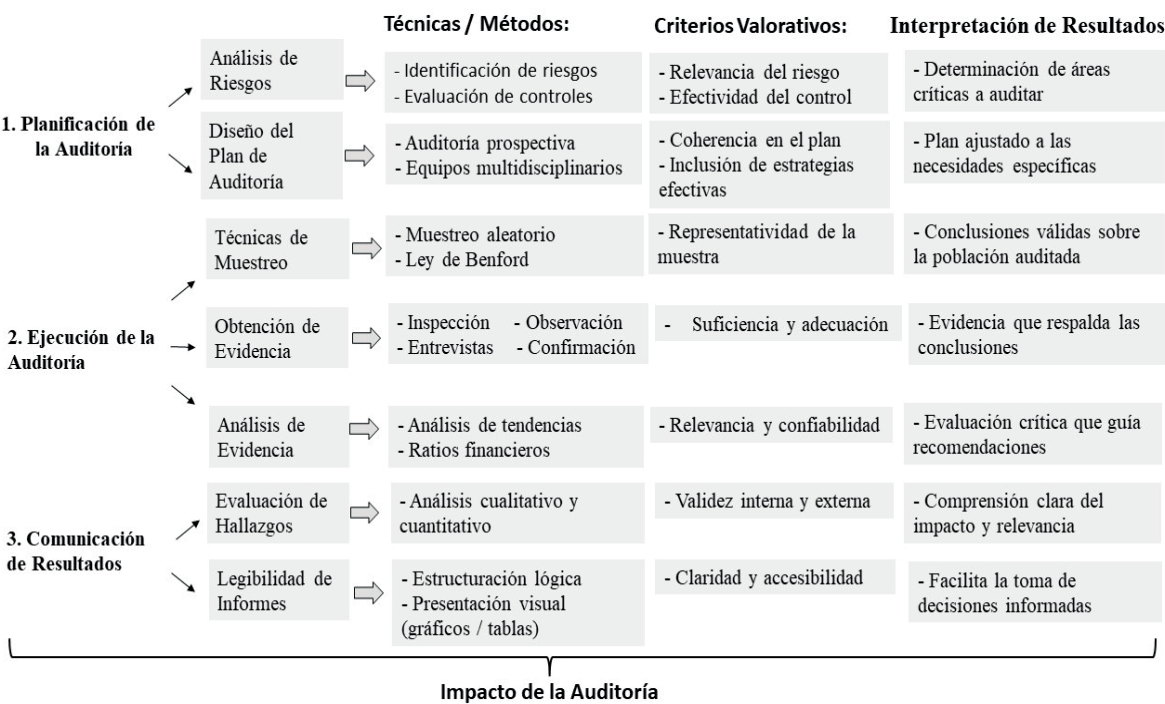 Técnicas / Métodos:
Criterios Valorativos:
Interpretación de Resultados
1. Planificación de
la Auditoría
Análisis de
Riesgos
- Identificación de riesgos
- Evaluación de controles
- Relevancia del riesgo
- Efectividad del control
- Determinación de áreas
críticas a auditar
Diseño del
Plan de
Auditoría
- Auditoría prospectiva
- Equipos multidisciplinarios
- Coherencia en el plan
- Inclusión de estrategias
efectivas
- Plan ajustado a las
necesidades específicas
2. Ejecución de la
Auditoría
Técnicas de
Muestreo
- Muestreo aleatorio
- Ley de Benford
- Representatividad de la
muestra
- Conclusiones válidas sobre
la población auditada
Obtención de
Evidencia
- Inspección - Observación
- Entrevistas - Confirmación
- Suficiencia y adecuación
- Evidencia que respalda las
conclusiones
Análisis de
Evidencia
- Análisis de tendencias
- Ratios financieros
- Relevancia y confiabilidad
- Evaluación crítica que guía
recomendaciones
3. Comunicación
de Resultados
Evaluación de
Hallazgos
- Análisis cualitativo y
cuantitativo
- Validez interna y externa
- Comprensión clara del
impacto y relevancia
Legibilidad de
Informes
- Estructuración lógica
- Presentación visual
(gráficos / tablas)
- Claridad y accesibilidad
- Facilita la toma de
decisiones informadas
Impacto de la Auditoría